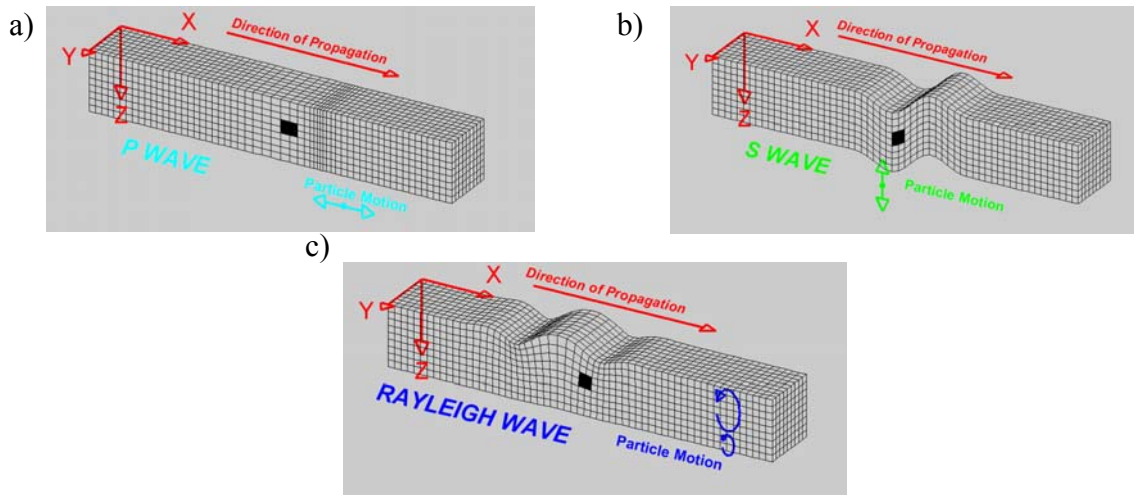 a)
X
Direction of Propagation
Y
Z
P WAVE
Particle Motion
b)
X
Direction of Propagation
Y
Z
S WAVE
Particle Motion
c)
X
Direction of Propagation
Y
Z
RAYLEIGH WAVE
Particle Motion